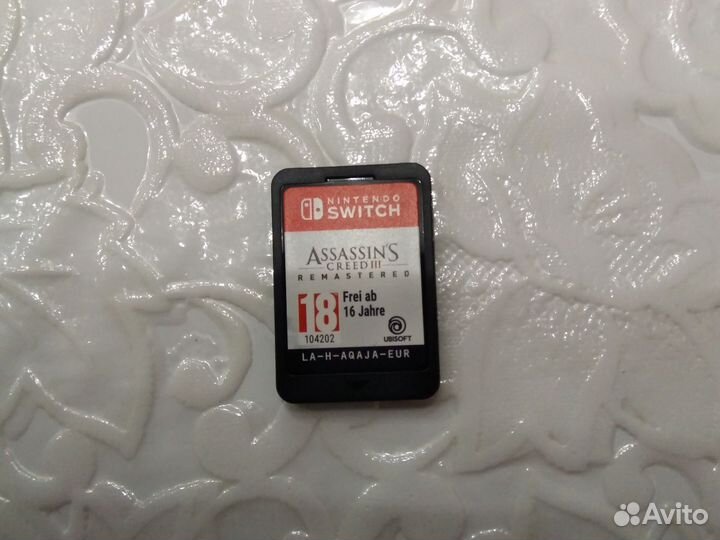 NINTENDO
SWITCH
ASSASSIN'S
CREED III
REMASTERED
18
Frei ab
16 Jahre
104202
UBISOFT
LA-H-AQAJA-EUR
Avito